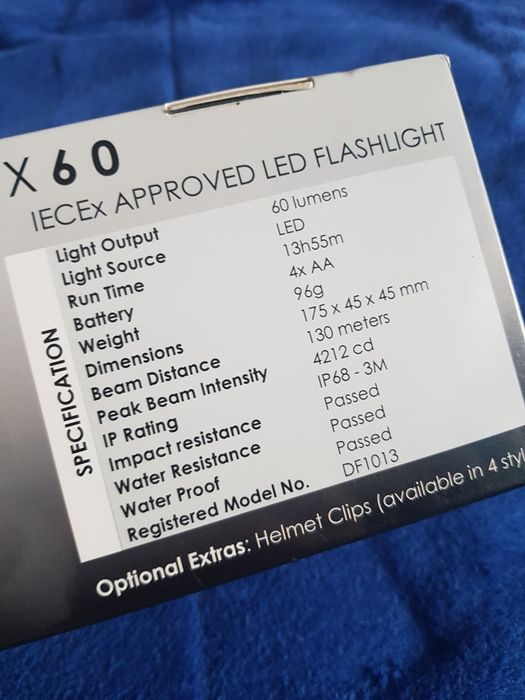 X 60
IECEx APPROVED LED FLASHLIGHT
SPECIFICATION
Light Output 60 lumens
Light Source LED
Run Time 13h55m
Battery 4x AA
Weight 96g
Dimensions 175 x 45 x 45 mm
Beam Distance 130 meters
Peak Beam Intensity 4212 cd
IP Rating IP68 - 3M
Impact resistance Passed
Water Resistance Passed
Water Proof Passed
Registered Model No. DF1013
Optional Extras: Helmet Clips (available in 4